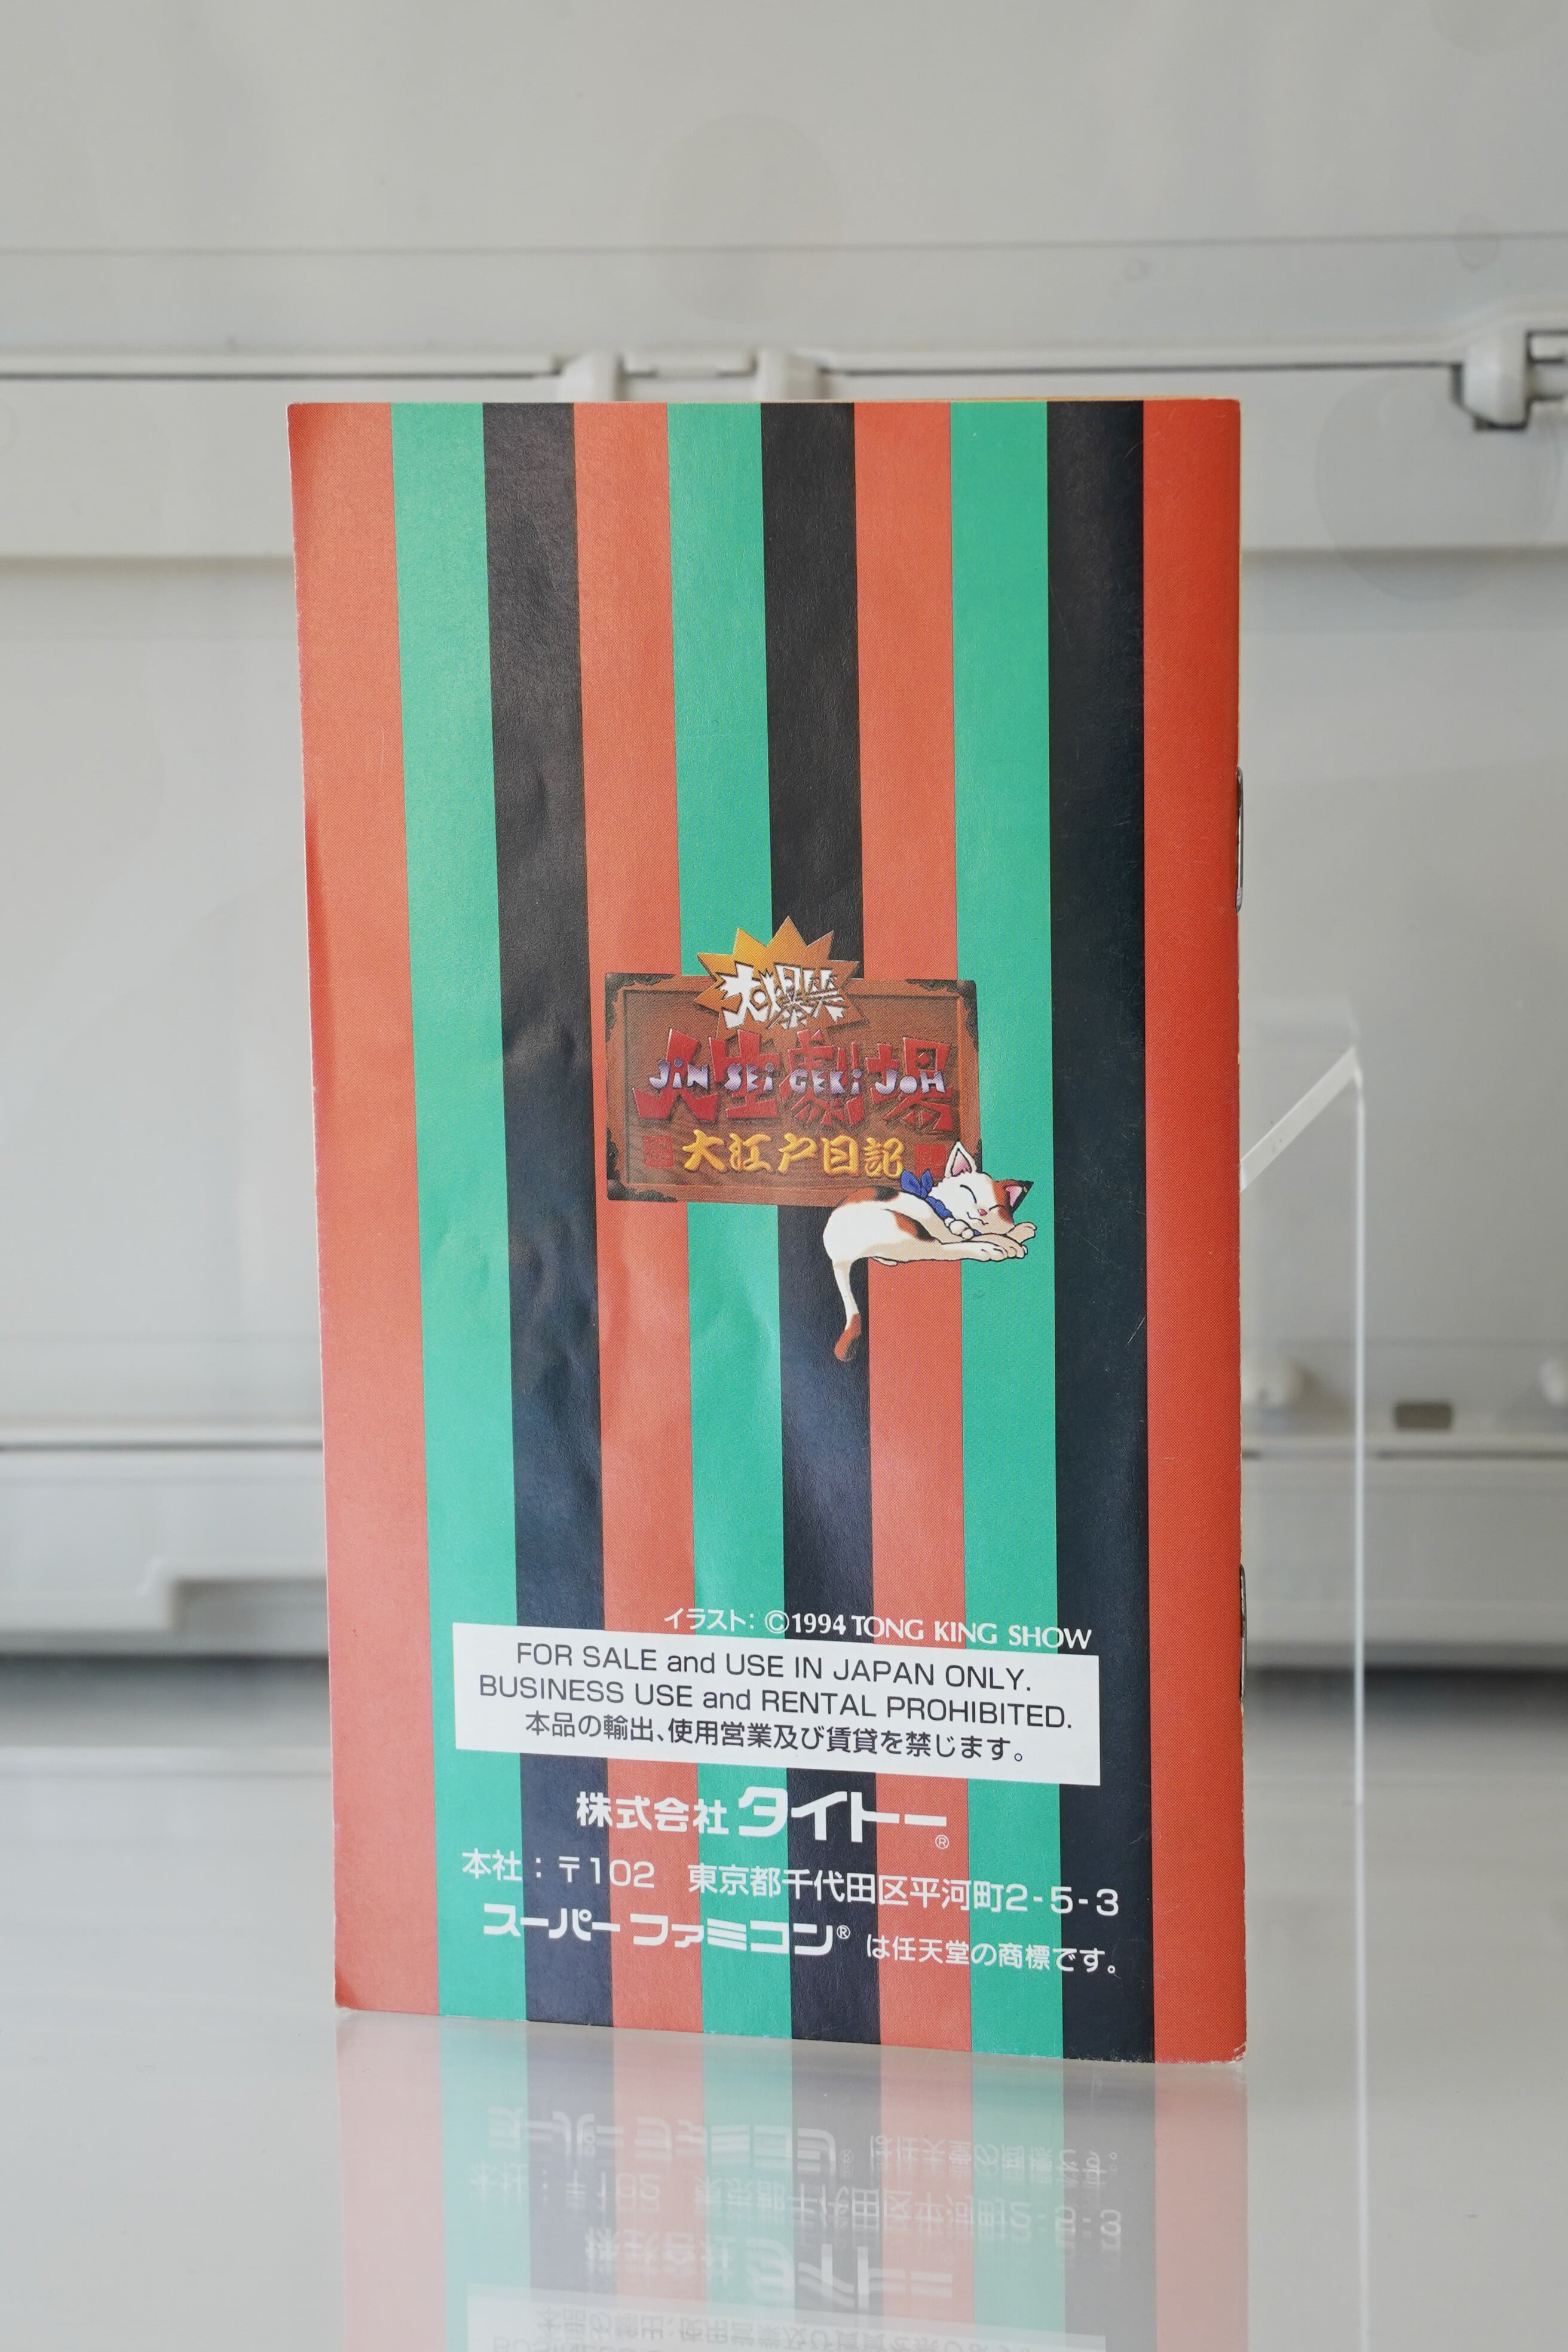 大爆笑
人生劇場
JiN SEi GEKi JoH
大江戸日記
イラスト: ©1994 TONG KING SHOW
FOR SALE and USE IN JAPAN ONLY.
BUSINESS USE and RENTAL PROHIBITED.
本品の輸出、使用営業及び賃貸を禁じます。
株式会社 タイトー®
本社：〒102　東京都千代田区平河町2-5-3
スーパーファミコン® は任天堂の商標です。